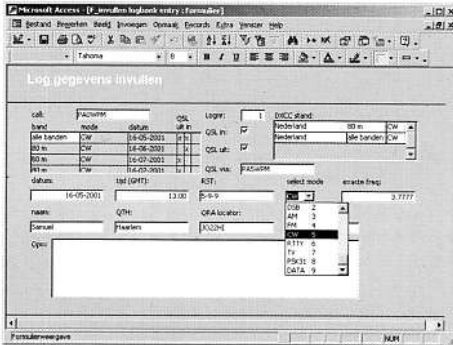 Microsoft Access - [F_invullen logboek entry : Formulier]
Bestand Bewerken Beeld Invoegen Opmaak Records Extra Venster Help
Tahoma 8 B I U
Log gegevens invullen
call: PA5WPM QSL uit in Lognr: 1 DXCC stand:
band mode datum
Nederland 80 m CW
Nederland alle banden CW
alle banden CW 16-05-2001 x x
QSL in:
80 m CW 16-06-2001 x
QSL uit:
60 m CW 16-07-2001 x
QSL via: PA5WPM
datum: tijd (GMT): RST: select mode exacte freq:
16-05-2001 13:00 5-9-9 CW 3.7777
naam: QTH: QRA locator:
Samuel Haarlem JO22HI
DSB 2
AM 3
FM 4
CW 5
RTTY 6
TV 7
PSK31 8
DATA 9
Opm:
Formulierweergave NUM